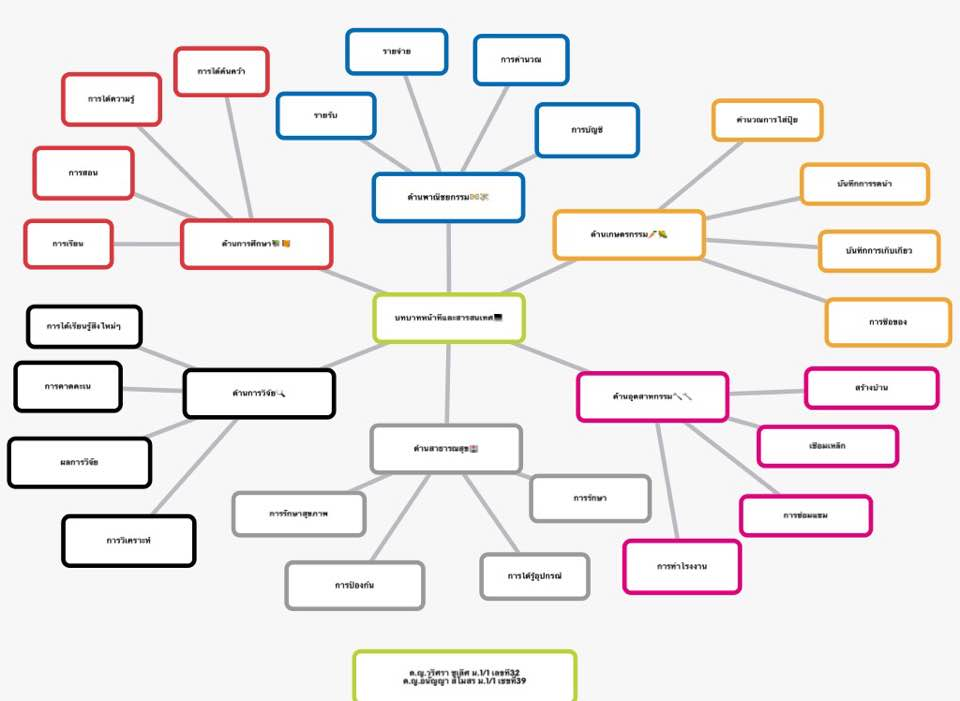 รายจ่าย
การคำนวณ
การได้ค้นคว้า
การได้ความรู้
รายรับ
การบัญชี
คำนวณการใส่ปุ๋ย
การสอน
บันทึกการรดน้ำ
ด้านพาณิชยกรรม
ด้านเกษตรกรรม
การเรียน
ด้านการศึกษา
บันทึกการเก็บเกี่ยว
บทบาทหน้าที่และสารสนเทศ
การซื้อของ
การได้เรียนรู้สิ่งใหม่ๆ
การคาดคะเน
ด้านการวิจัย
ด้านอุตสาหกรรม
สร้างบ้าน
เชื่อมเหล็ก
ด้านสาธารณสุข
ผลการวิจัย
การรักษา
การรักษาสุขภาพ
การซ่อมแซม
การวิเคราะห์
การทำโรงงาน
การได้รู้อุปกรณ์
การป้องกัน
ด.ญ.วริศรา ชูเลิศ ม.1/1 เลขที่32
ด.ญ. ม.1/1 เลขที่39